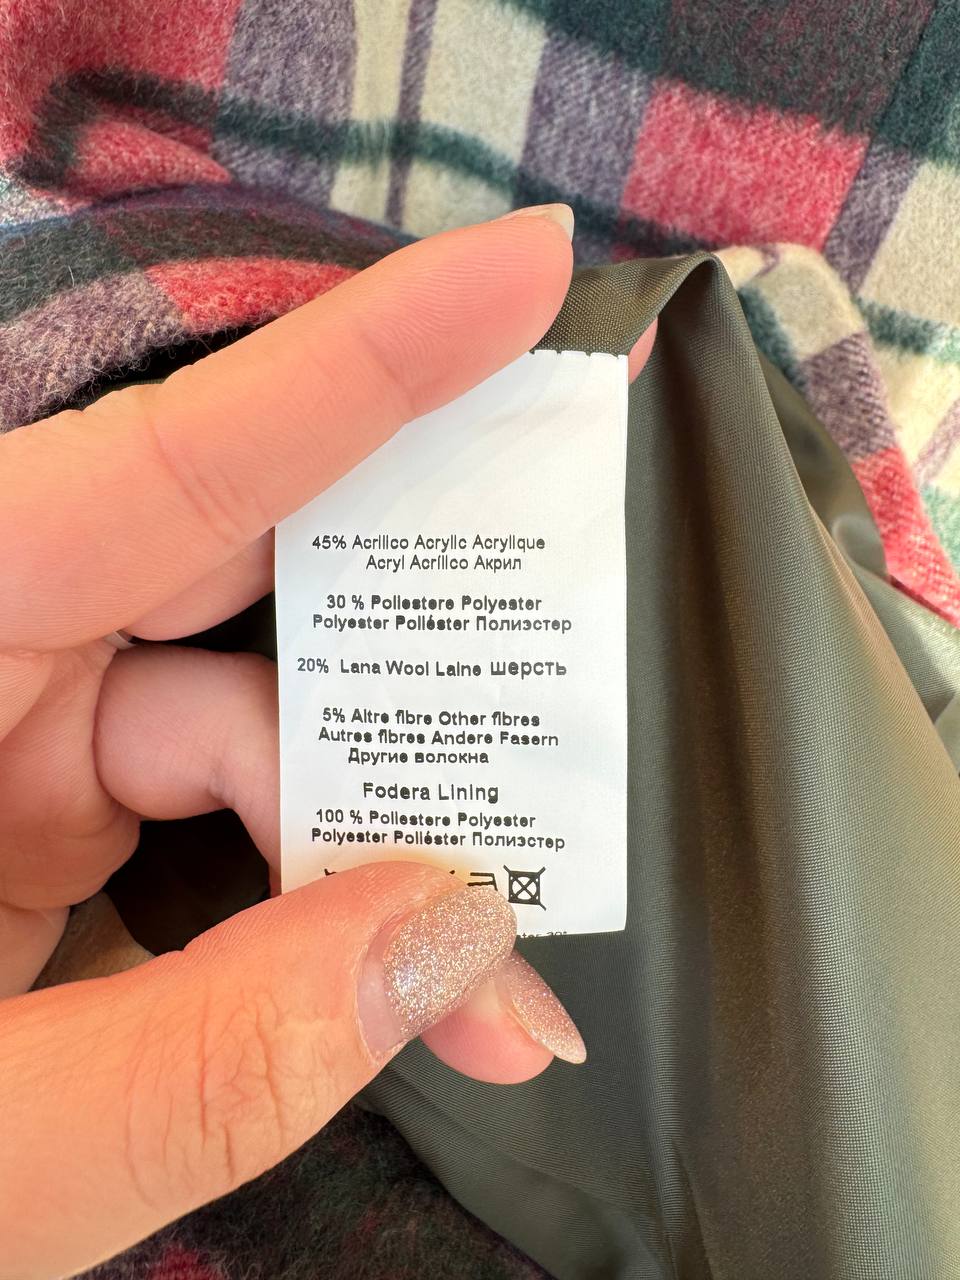 45% Acrilico Acrylic Acrylique
Acryl Acrílico Акрил
30 % Poliestere Polyester
Polyester Poliéster Полиэстер
20% Lana Wool Laine шерсть
5% Altre fibre Other fibres
Autres fibres Andere Fasern
Другие волокна
Fodera Lining
100 % Poliestere Polyester
Polyester Poliéster Полиэстер
30°